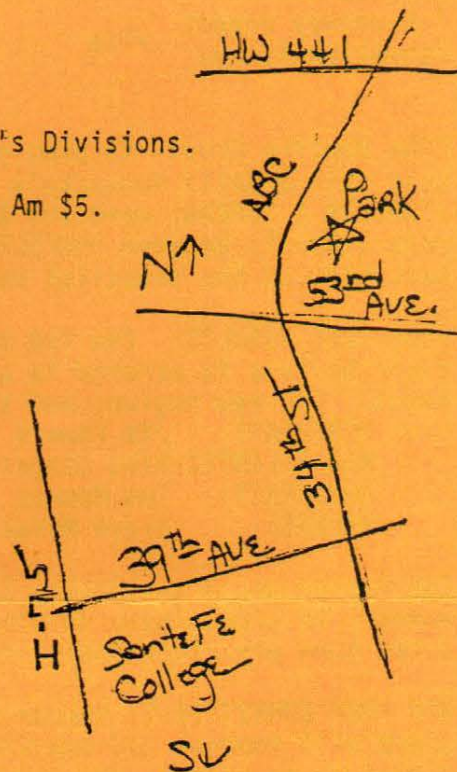 HW 441
's Divisions.
Am $5.
ABC
PARK
N↑
53rd
AVE.
34th ST
39th AVE.
H-75
SanteFe
College
S↓